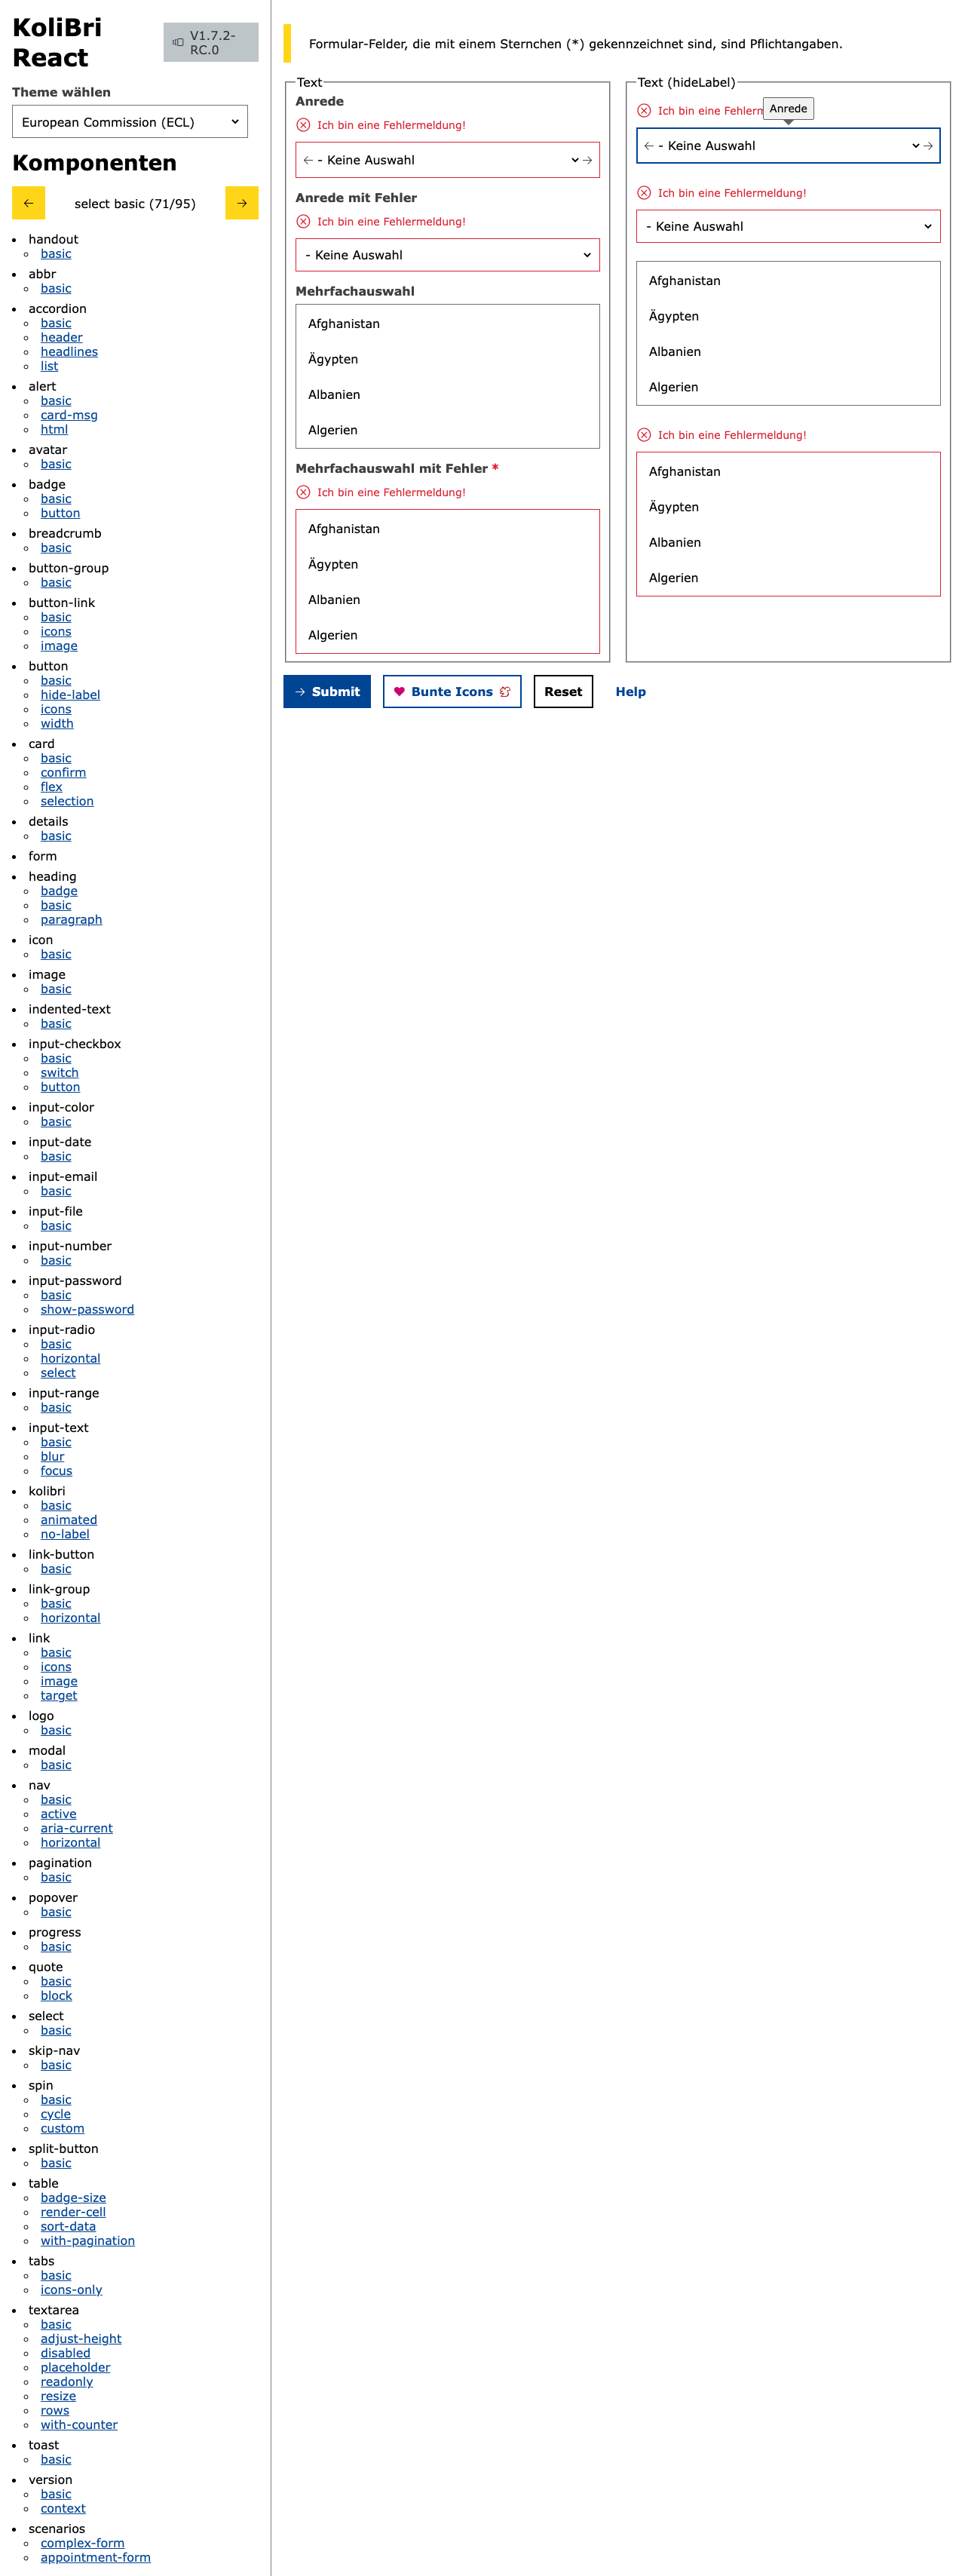 KoliBri
React
V1.7.2-
RC.0
Theme wählen
European Commission (ECL)
Komponenten
select basic (71/95)
handout
basic
abbr
basic
accordion
basic
header
headlines
list
alert
basic
card-msg
html
avatar
basic
badge
basic
button
breadcrumb
basic
button-group
basic
button-link
basic
icons
image
button
basic
hide-label
icons
width
card
basic
confirm
flex
selection
details
basic
form
heading
badge
basic
paragraph
icon
basic
image
basic
indented-text
basic
input-checkbox
basic
switch
button
input-color
basic
input-date
basic
input-email
basic
input-file
basic
input-number
basic
input-password
basic
show-password
input-radio
basic
horizontal
select
input-range
basic
input-text
basic
blur
focus
kolibri
basic
animated
no-label
link-button
basic
link-group
basic
horizontal
link
basic
icons
image
target
logo
basic
modal
basic
nav
basic
active
aria-current
horizontal
pagination
basic
popover
basic
progress
basic
quote
basic
block
select
basic
skip-nav
basic
spin
basic
cycle
custom
split-button
basic
table
badge-size
render-cell
sort-data
with-pagination
tabs
basic
icons-only
textarea
basic
adjust-height
disabled
placeholder
readonly
resize
rows
with-counter
toast
basic
version
basic
context
scenarios
complex-form
appointment-form
Formular-Felder, die mit einem Sternchen (*) gekennzeichnet sind, sind Pflichtangaben.
Text
Anrede
Ich bin eine Fehlermeldung!
- Keine Auswahl
Anrede mit Fehler
Ich bin eine Fehlermeldung!
- Keine Auswahl
Mehrfachauswahl
Afghanistan
Ägypten
Albanien
Algerien
Mehrfachauswahl mit Fehler *
Ich bin eine Fehlermeldung!
Afghanistan
Ägypten
Albanien
Algerien
Text (hideLabel)
Anrede
Ich bin eine
- Keine Auswahl
Ich bin eine Fehlermeldung!
- Keine Auswahl
Afghanistan
Ägypten
Albanien
Algerien
Ich bin eine Fehlermeldung!
Afghanistan
Ägypten
Albanien
Algerien
Submit
Bunte Icons
Reset
Help